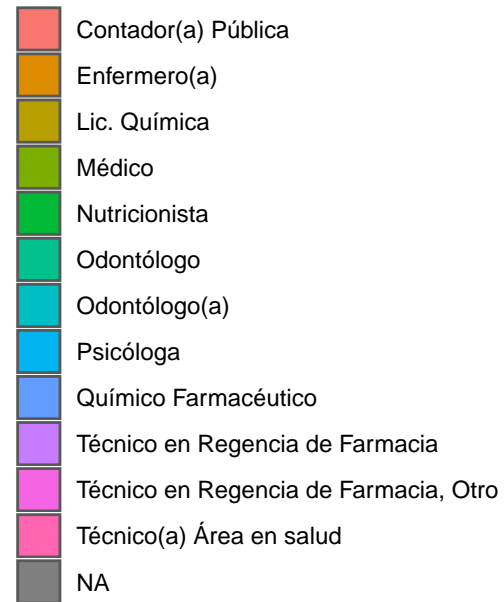 Contador(a) Pública
Enfermero(a)
Lic. Química
Médico
Nutricionista
Odontólogo
Odontólogo(a)
Psicóloga
Químico Farmacéutico
Técnico en Regencia de Farmacia
Técnico en Regencia de Farmacia, Otro
Técnico(a) Área en salud
NA